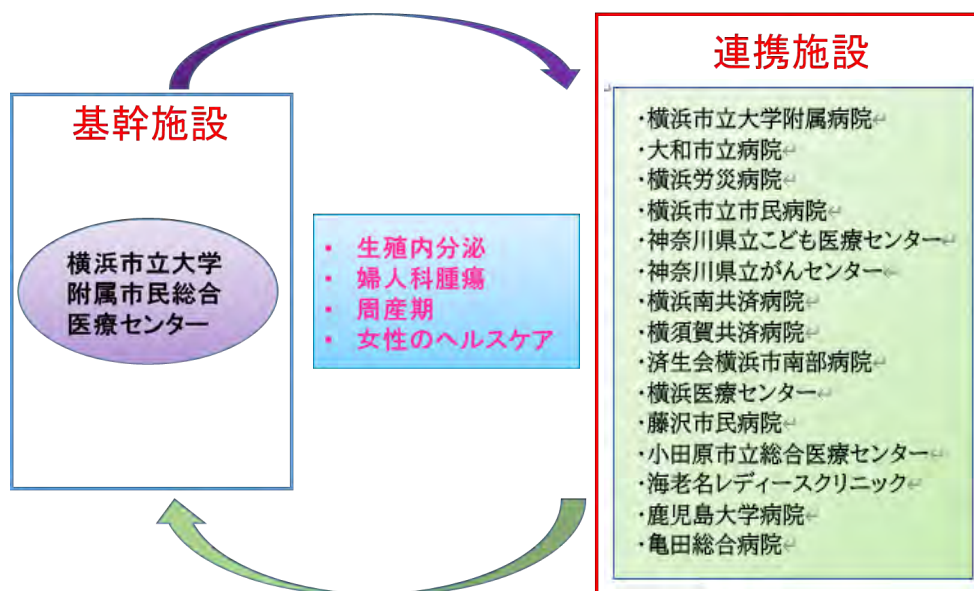 基幹施設
横浜市立大学
附属市民総合
医療センター
・ 生殖内分泌
・ 婦人科腫瘍
・ 周産期
・ 女性のヘルスケア
連携施設
・横浜市立大学附属病院↵
・大和市立病院↵
・横浜労災病院↵
・横浜市立市民病院↵
・神奈川県立こども医療センター↵
・神奈川県立がんセンター↵
・横浜南共済病院↵
・横須賀共済病院↵
・済生会横浜市南部病院↵
・横浜医療センター↵
・藤沢市民病院↵
・小田原市立総合医療センター↵
・海老名レディースクリニック↵
・鹿児島大学病院↵
・亀田総合病院↵